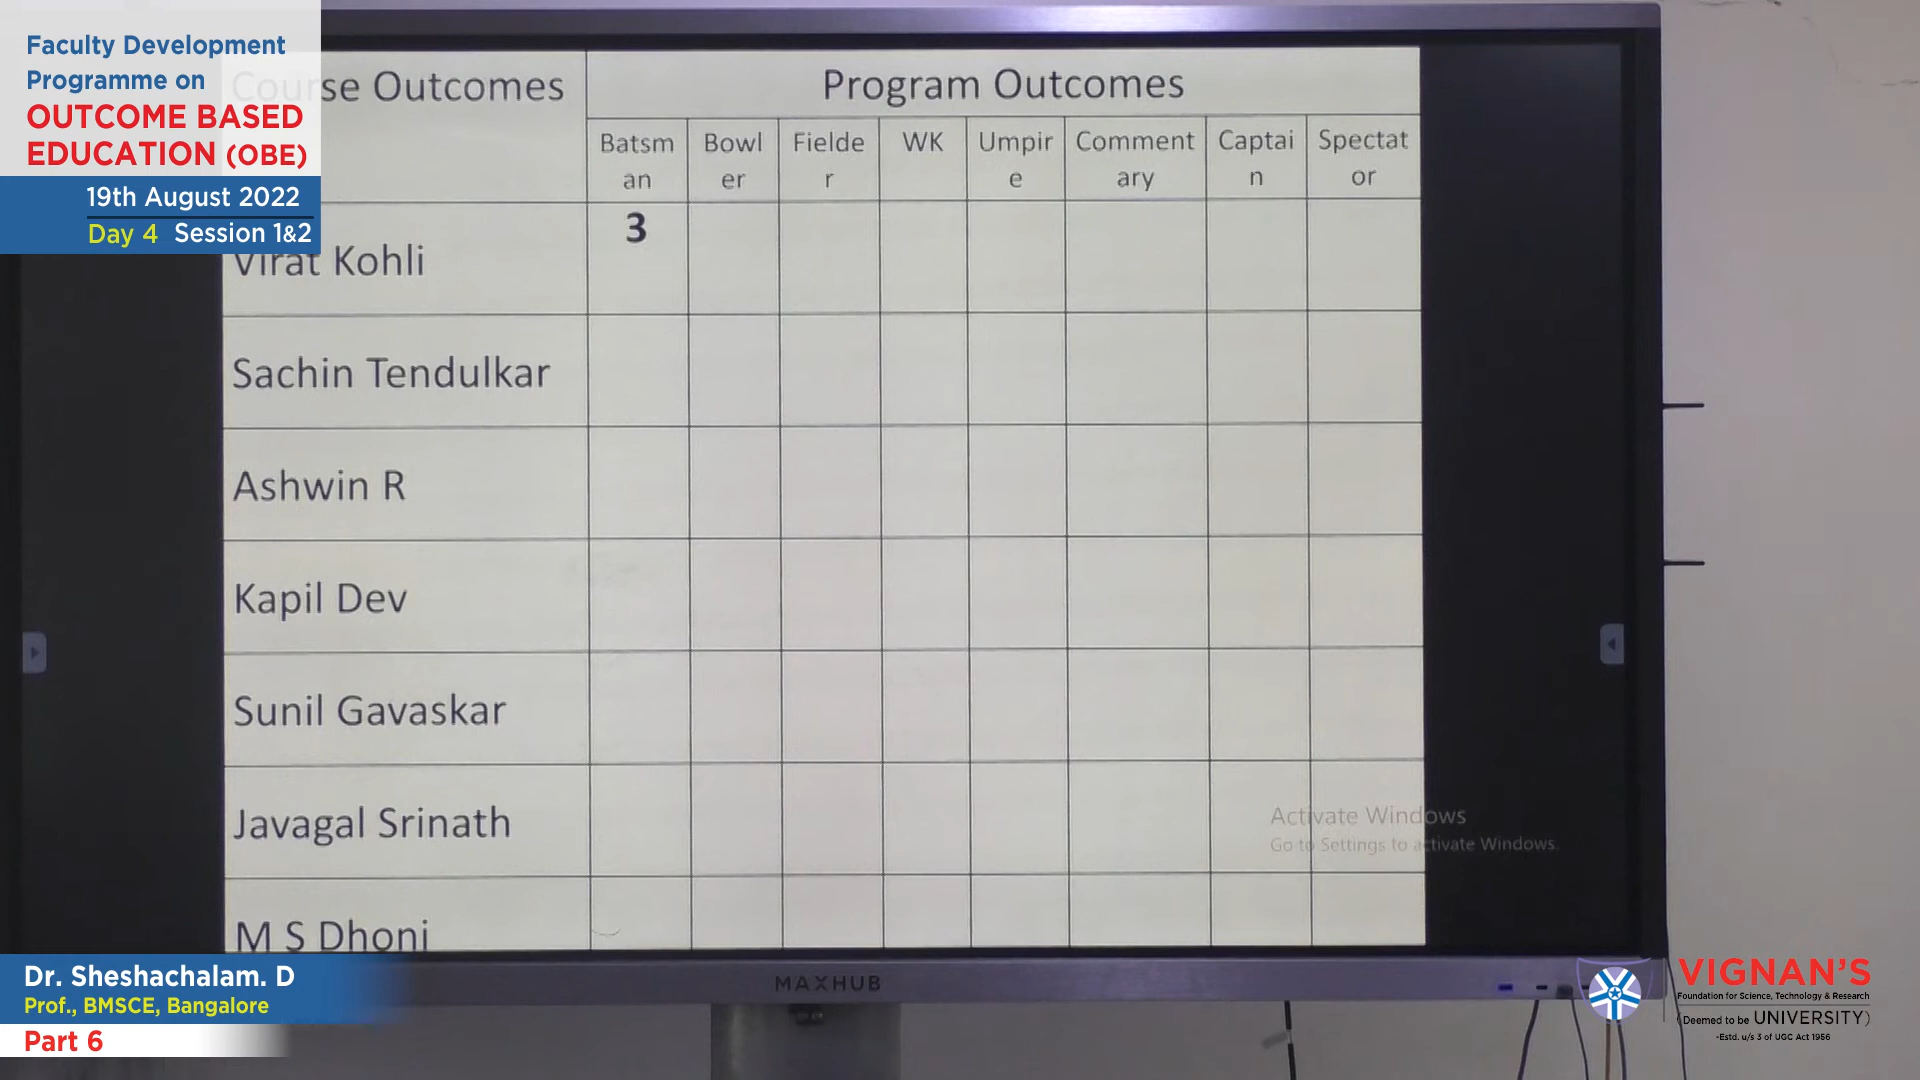 Faculty Development
Programme on
OUTCOME BASED
EDUCATION (OBE)
19th August 2022
Day 4 Session 1&2
Course Outcomes
Program Outcomes
Batsm
an
Bowl
er
Fielde
r
WK
Umpir
e
Comment
ary
Captai
n
Spectat
or
Virat Kohli
3
Sachin Tendulkar
Ashwin R
Kapil Dev
Sunil Gavaskar
Javagal Srinath
M S Dhoni
Activate Windows
Go to Settings to activate Windows.
MAXHUB
Dr. Sheshachalam. D
Prof., BMSCE, Bangalore
Part 6
VIGNAN'S
Foundation for Science, Technology & Research
(Deemed to be UNIVERSITY)
-Estd. u/s 3 of UGC Act 1956